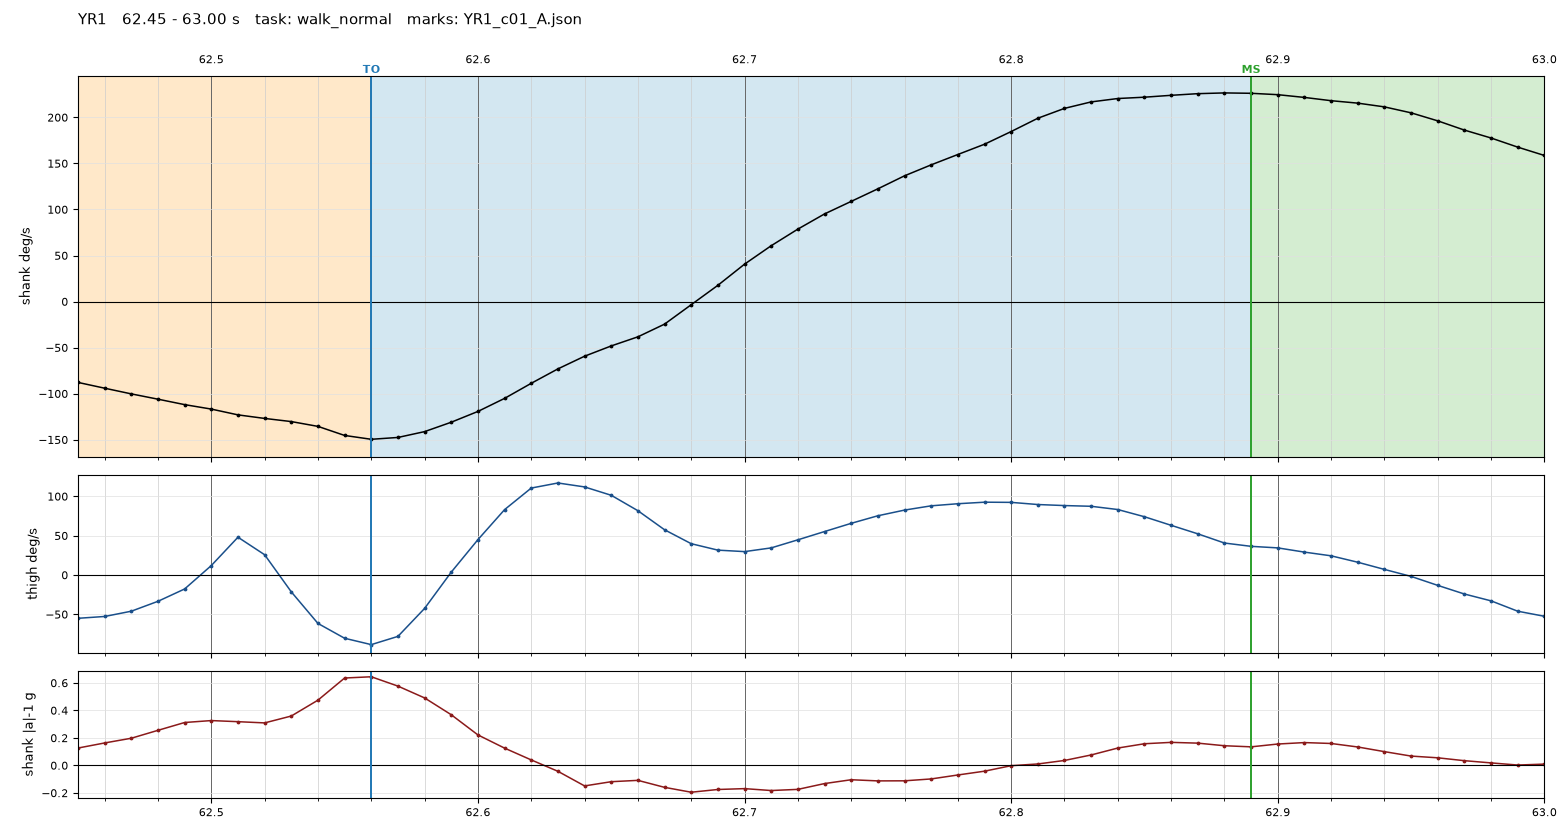 YR1   62.45 - 63.00 s   task: walk_normal   marks: YR1_c01_A.json
62.5 62.6 62.7 62.8 62.9 63.0
TO MS
shank deg/s
200
150
100
50
0
−50
−100
−150
thigh deg/s
100
50
0
−50
shank |a|-1 g
0.6
0.4
0.2
0.0
−0.2
62.5 62.6 62.7 62.8 62.9 63.0